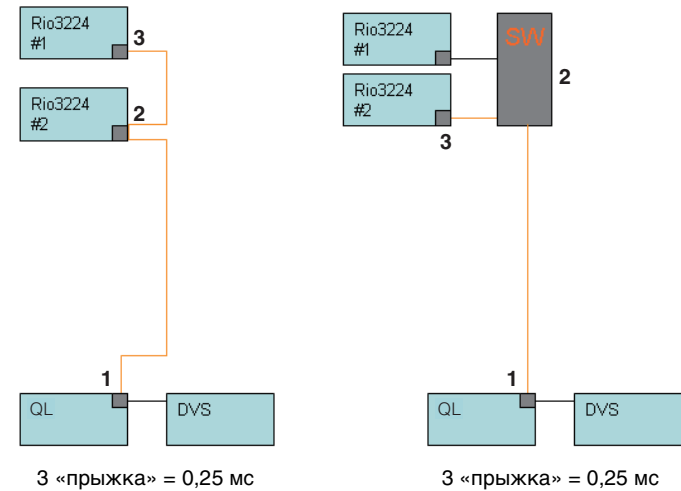 Rio3224
#1
3
Rio3224
#2
2
1
QL
DVS
3 «прыжка» = 0,25 мс
Rio3224
#1
SW
2
Rio3224
#2
3
1
QL
DVS
3 «прыжка» = 0,25 мс